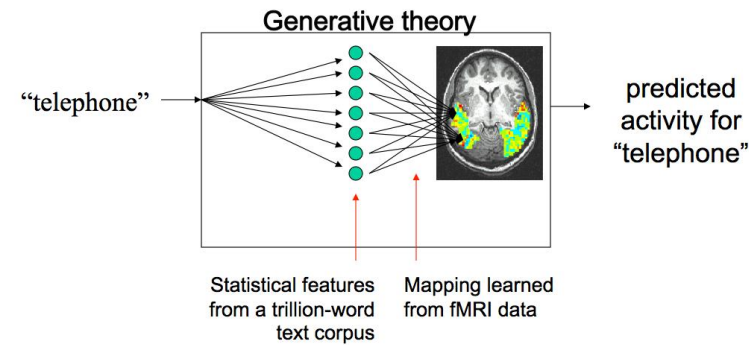 Generative theory
“telephone”
predicted
activity for
“telephone”
Statistical features
from a trillion-word
text corpus
Mapping learned
from fMRI data